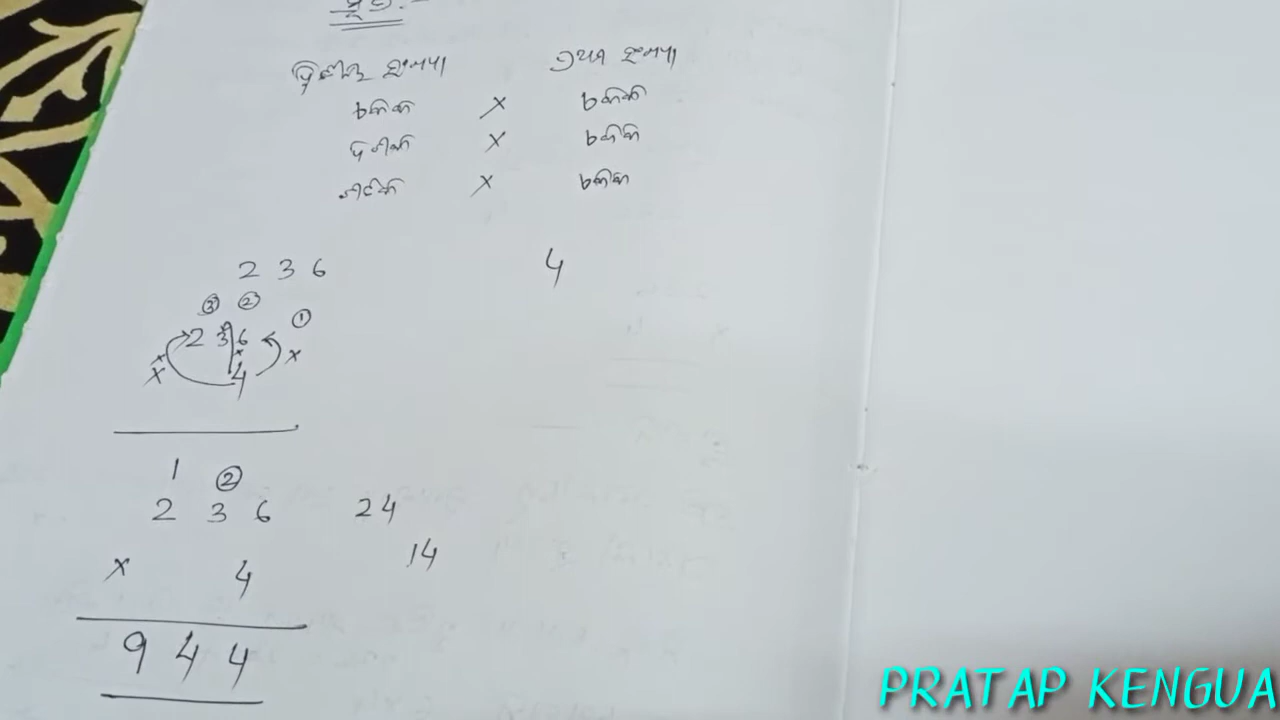 ସୂତ୍ର:-
ଦ୍ୱିତୀୟ ସଂଖ୍ୟା ପ୍ରଥମ ସଂଖ୍ୟା
ଏକକ × ଏକକ
ଦଶକ × ଏକକ
ଶତକ × ଏକକ
2 3 6 4
③ ② ①
2 3 6
× × ×
4
1 ②
2 3 6 24
14
× 4
9 4 4
PRATAP KENGUA